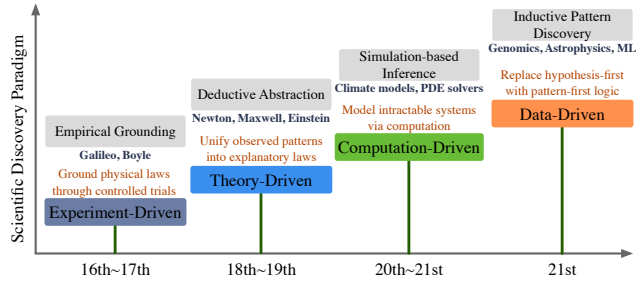 Scientific Discovery Paradigm
Empirical Grounding
Galileo, Boyle
Ground physical laws
through controlled trials
Experiment-Driven
16th~17th
Deductive Abstraction
Newton, Maxwell, Einstein
Unify observed patterns
into explanatory laws
Theory-Driven
18th~19th
Simulation-based
Inference
Climate models, PDE solvers
Model intractable systems
via computation
Computation-Driven
20th~21st
Inductive Pattern
Discovery
Genomics, Astrophysics, ML
Replace hypothesis-first
with pattern-first logic
Data-Driven
21st